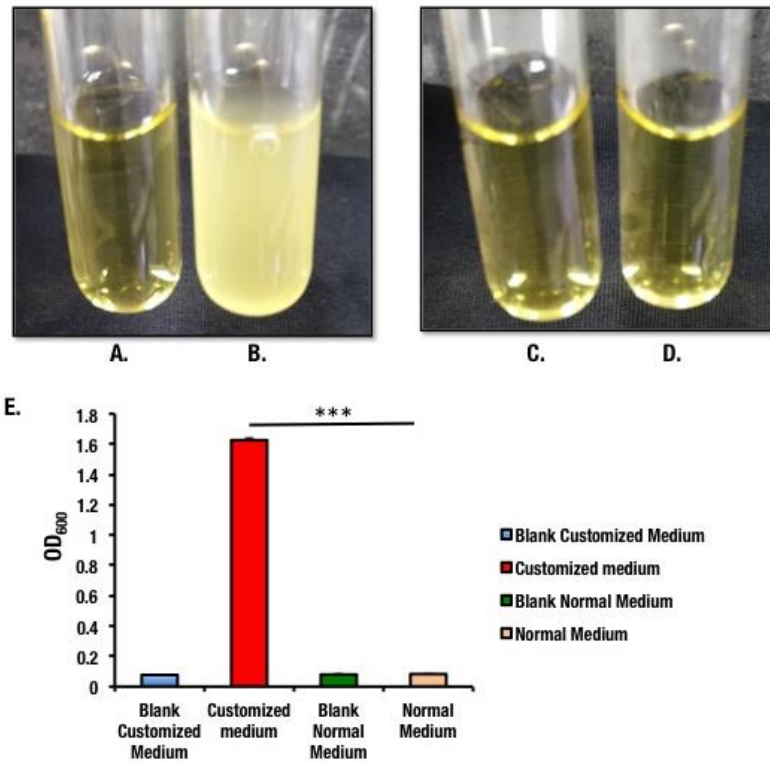 A.
B.
C.
D.
E.
***
1.8
1.6
1.4
1.2
1
0.8
0.6
0.4
0.2
0
OD600
Blank
Customized
Medium
Customized
medium
Blank
Normal
Medium
Normal
Medium
Blank Customized Medium
Customized medium
Blank Normal Medium
Normal Medium